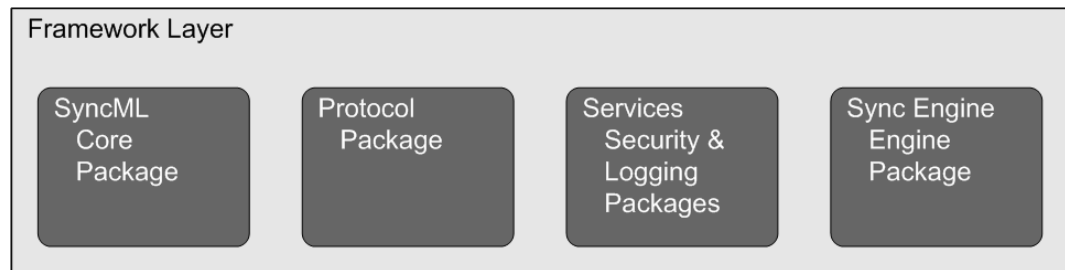 Framework Layer
SyncML
Core
Package
Protocol
Package
Services
Security &
Logging
Packages
Sync Engine
Engine
Package